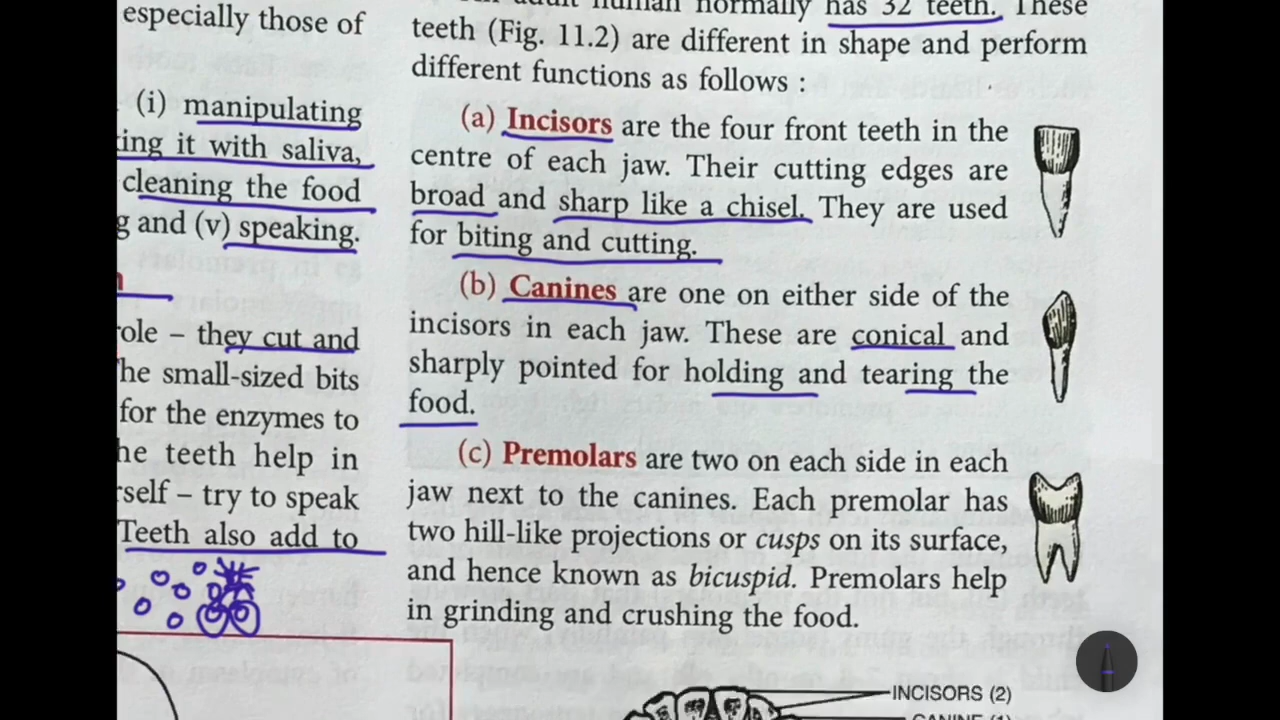 especially those of
(i) manipulating
ing it with saliva,
cleaning the food
g and (v) speaking.
role – they cut and
he small-sized bits
for the enzymes to
he teeth help in
rself – try to speak
Teeth also add to
adult human normally has 32 teeth. These
teeth (Fig. 11.2) are different in shape and perform
different functions as follows :
(a) Incisors are the four front teeth in the
centre of each jaw. Their cutting edges are
broad and sharp like a chisel. They are used
for biting and cutting.
(b) Canines are one on either side of the
incisors in each jaw. These are conical and
sharply pointed for holding and tearing the
food.
(c) Premolars are two on each side in each
jaw next to the canines. Each premolar has
two hill-like projections or cusps on its surface,
and hence known as bicuspid. Premolars help
in grinding and crushing the food.
INCISORS (2)
CANINE (1)